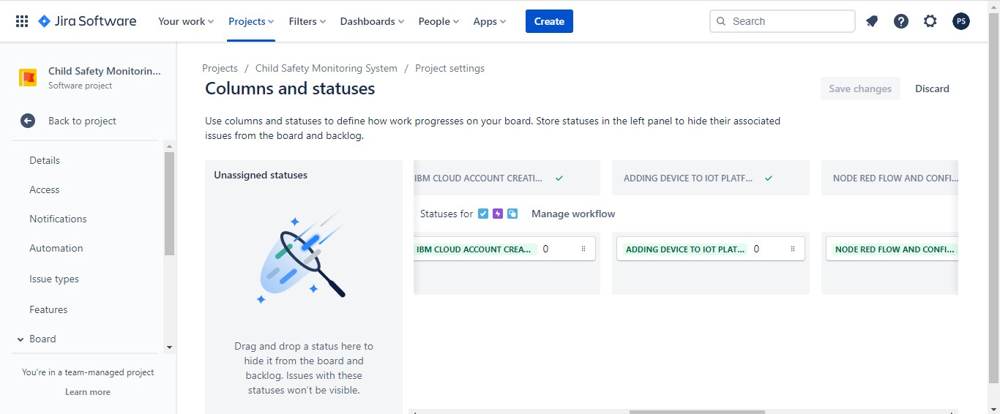 Jira Software
Your work
Projects
Filters
Dashboards
People
Apps
Create
Search
PS
Child Safety Monitorin...
Software project
Back to project
Details
Access
Notifications
Automation
Issue types
Features
Board
You're in a team-managed project
Learn more
Projects / Child Safety Monitoring System / Project settings
Columns and statuses
Save changes
Discard
Use columns and statuses to define how work progresses on your board. Store statuses in the left panel to hide their associated
issues from the board and backlog.
Unassigned statuses
Drag and drop a status here to
hide it from the board and
backlog. Issues with these
statuses won't be visible.
IBM CLOUD ACCOUNT CREATI...
ADDING DEVICE TO IOT PLATF...
NODE RED FLOW AND CONFI...
Statuses for
Manage workflow
IBM CLOUD ACCOUNT CREA... 0
ADDING DEVICE TO IOT PLAT... 0
NODE RED FLOW AND CONFI...